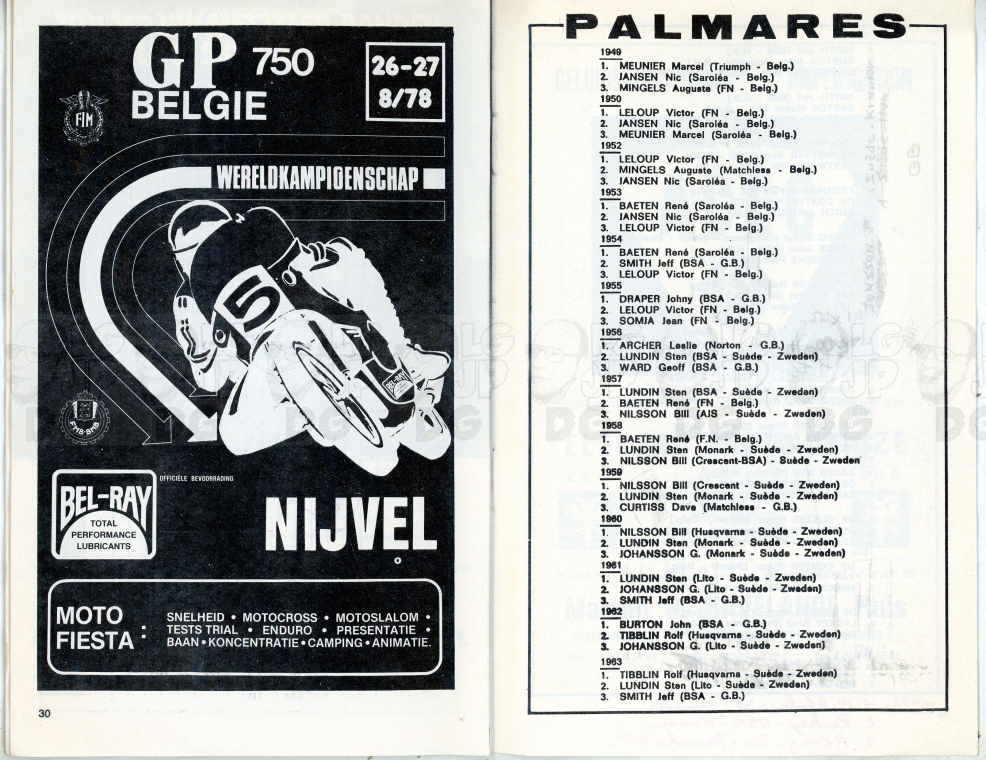 GP 750
BELGIE
26-27
8/78
FIM
WERELDKAMPIOENSCHAP
5
BEL-RAY
FMB-BMB
BEL-RAY
TOTAL
PERFORMANCE
LUBRICANTS
OFFICIËLE BEVOORRADING
NIJVEL
MOTO
FIESTA :
SNELHEID • MOTOCROSS • MOTOSLALOM •
TESTS TRIAL • ENDURO • PRESENTATIE •
BAAN • KONCENTRATIE • CAMPING • ANIMATIE.
30
PALMARES
1949
1. MEUNIER Marcel (Triumph - Belg.)
2. JANSEN Nic (Saroléa - Belg.)
3. MINGELS Auguste (FN - Belg.)
1950
1. LELOUP Victor (FN - Belg.)
2. JANSEN Nic (Saroléa - Belg.)
3. MEUNIER Marcel (Saroléa - Belg.)
1952
1. LELOUP Victor (FN - Belg.)
2. MINGELS Auguste (Matchless - Belg.)
3. JANSEN Nic (Saroléa - Belg.)
1953
1. BAETEN René (Saroléa - Belg.)
2. JANSEN Nic (Saroléa - Belg.)
3. LELOUP Victor (FN - Belg.)
1954
1. BAETEN René (Saroléa - Belg.)
2. SMITH Jeff (BSA - G.B.)
3. LELOUP Victor (FN - Belg.)
1955
1. DRAPER Johny (BSA - G.B.)
2. LELOUP Victor (FN - Belg.)
3. SOMJA Jean (FN - Belg.)
1956
1. ARCHER Leslie (Norton - G.B.)
2. LUNDIN Sten (BSA - Suède - Zweden)
3. WARD Geoff (BSA - G.B.)
1957
1. LUNDIN Sten (BSA - Suède - Zweden)
2. BAETEN René (FN - Belg.)
3. NILSSON Bill (AJS - Suède - Zweden)
1958
1. BAETEN René (F.N. - Belg.)
2. LUNDIN Sten (Monark - Suède - Zweden)
3. NILSSON Bill (Crescent-BSA) - Suède - Zweden
1959
1. NILSSON Bill (Crescent - Suède - Zweden)
2. LUNDIN Sten (Monark - Suède - Zweden)
3. CURTISS Dave (Matchless - G.B.)
1960
1. NILSSON Bill (Husqvarna - Suède - Zweden)
2. LUNDIN Sten (Monark - Suède - Zweden)
3. JOHANSSON G. (Monark - Suède - Zweden)
1961
1. LUNDIN Sten (Lito - Suède - Zweden)
2. JOHANSSON G. (Lito - Suède - Zweden)
3. SMITH Jeff (BSA - G.B.)
1962
1. BURTON John (BSA - G.B.)
2. TIBBLIN Rolf (Husqvarna - Suède - Zweden)
3. JOHANSSON G. (Lito - Suède - Zweden)
1963
1. TIBBLIN Rolf (Husqvarna - Suède - Zweden)
2. LUNDIN Sten (Lito - Suède - Zweden)
3. SMITH Jeff (BSA - G.B.)
DG
DG
DG
DG